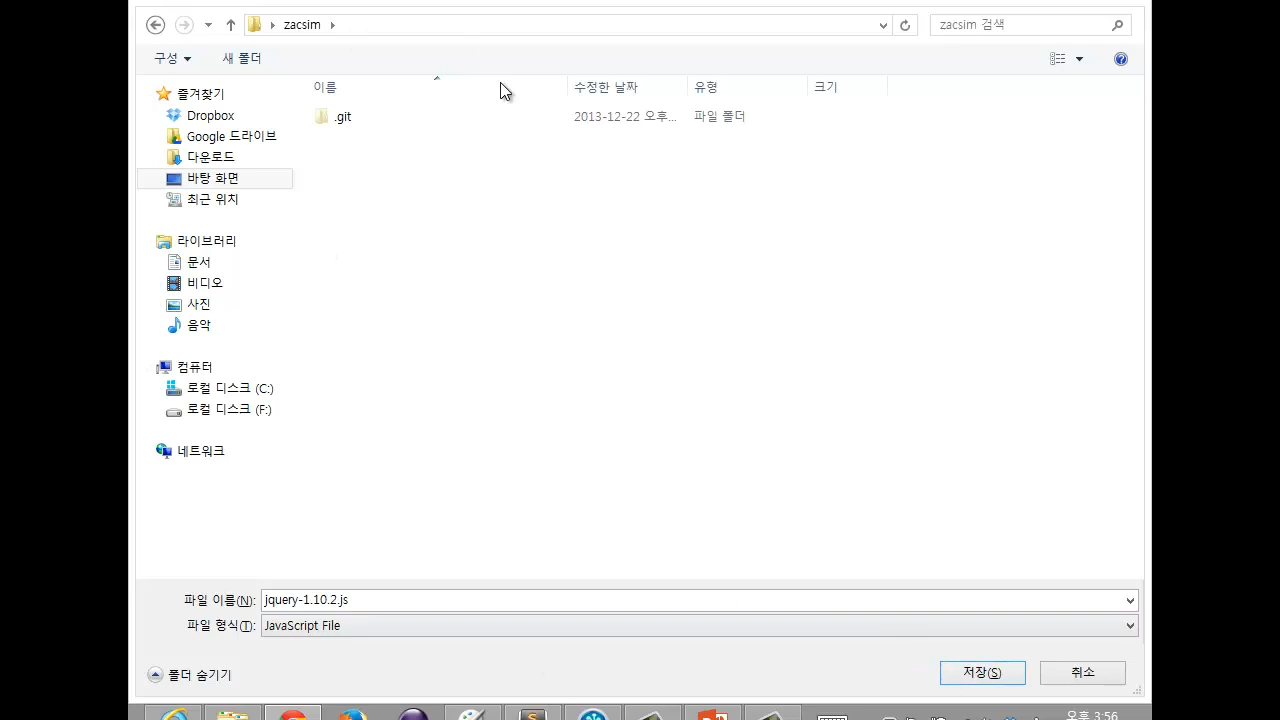 zacsim
zacsim 검색
구성
새 폴더
이름
수정한 날짜
유형
크기
.git
2013-12-22 오후...
파일 폴더
즐겨찾기
Dropbox
Google 드라이브
다운로드
바탕 화면
최근 위치
라이브러리
문서
비디오
사진
음악
컴퓨터
로컬 디스크 (C:)
로컬 디스크 (F:)
네트워크
파일 이름(N):
jquery-1.10.2.js
파일 형식(T):
JavaScript File
폴더 숨기기
저장(S)
취소
오후 3:56